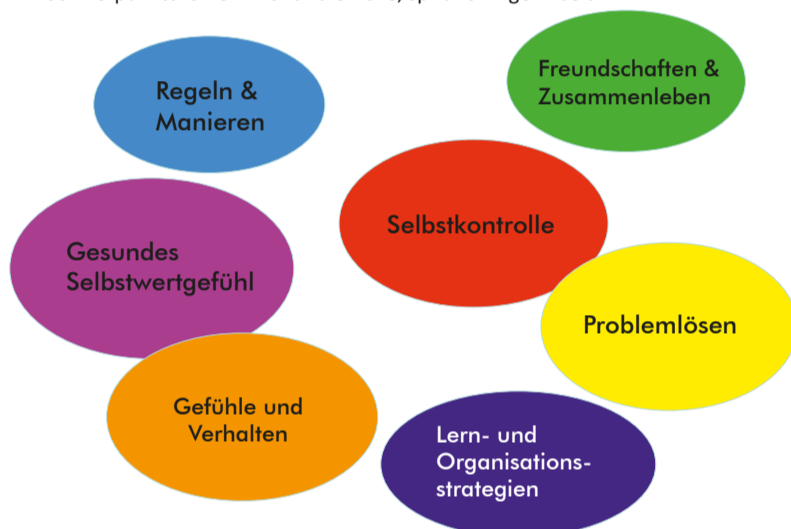 Regeln &
Manieren
Freundschaften &
Zusammenleben
Selbstkontrolle
Gesundes
Selbstwertgefühl
Problemlösen
Gefühle und
Verhalten
Lern- und
Organisations-
strategien